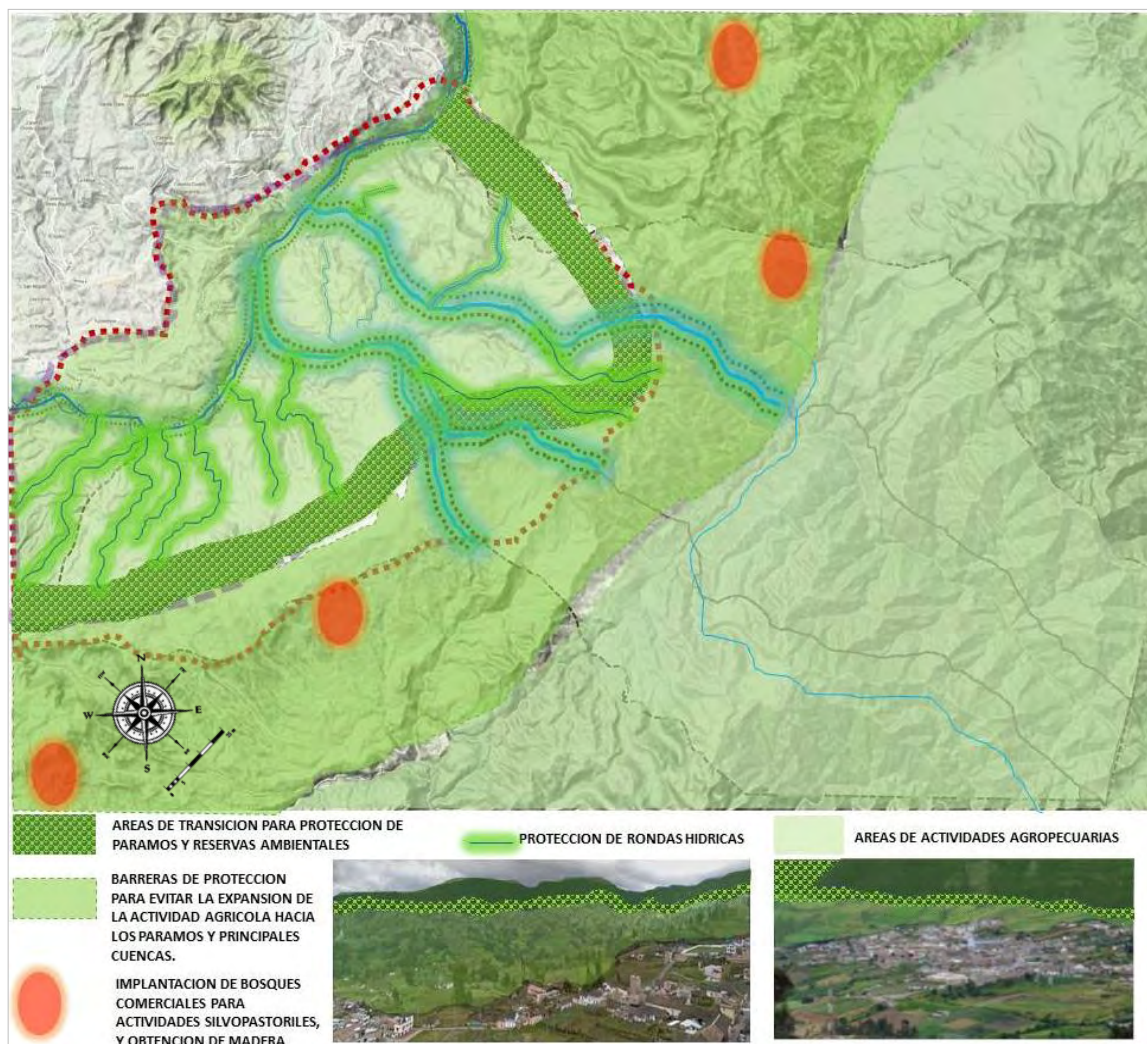 N
W
E
S
AREAS DE TRANSICION PARA PROTECCION DE
PARAMOS Y RESERVAS AMBIENTALES
PROTECCION DE RONDAS HIDRICAS
AREAS DE ACTIVIDADES AGROPECUARIAS
BARRERAS DE PROTECCION
PARA EVITAR LA EXPANSION DE
LA ACTIVIDAD AGRICOLA HACIA
LOS PARAMOS Y PRINCIPALES
CUENCAS.
IMPLANTACION DE BOSQUES
COMERCIALES PARA
ACTIVIDADES SILVOPASTORILES,
Y OBTENCION DE MADERA